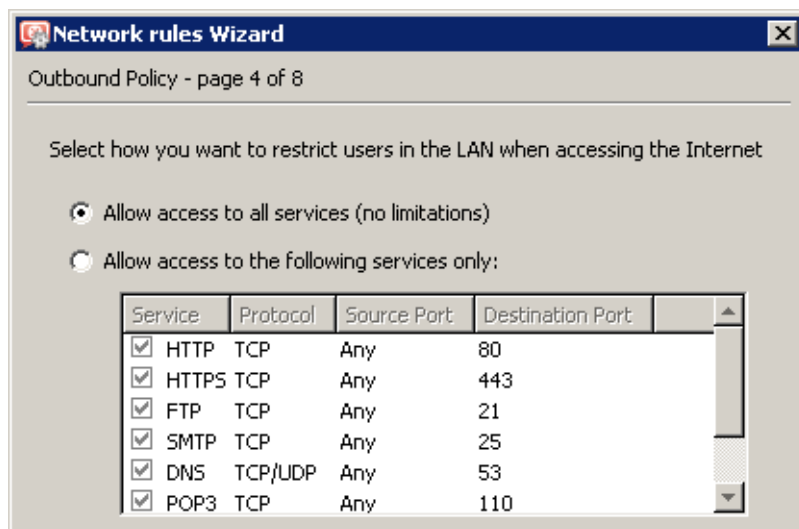 Network rules Wizard
Outbound Policy - page 4 of 8
Select how you want to restrict users in the LAN when accessing the Internet
Allow access to all services (no limitations)
Allow access to the following services only:
Service Protocol Source Port Destination Port
HTTP TCP Any 80
HTTPS TCP Any 443
FTP TCP Any 21
SMTP TCP Any 25
DNS TCP/UDP Any 53
POP3 TCP Any 110